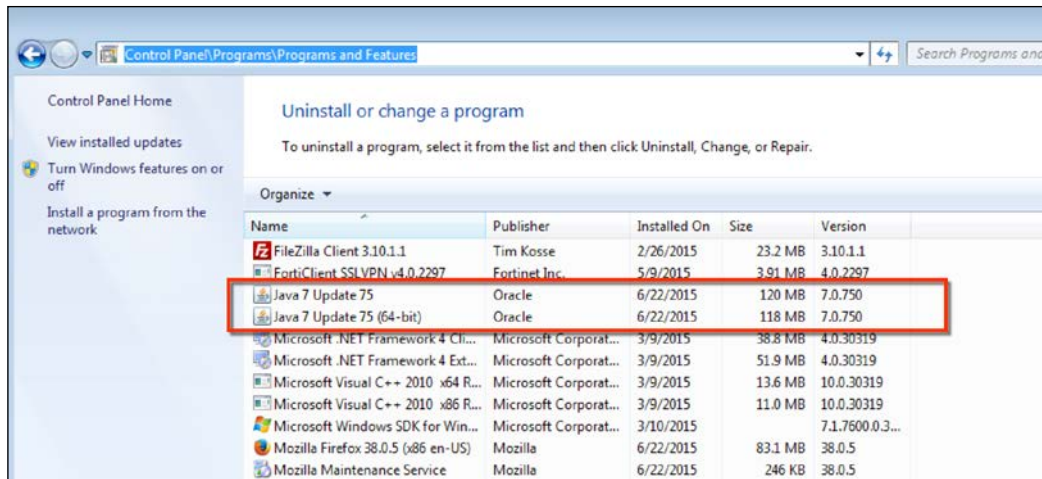 Control Panel\Programs\Programs and Features
Search Programs and
Control Panel Home
View installed updates
Turn Windows features on or
off
Install a program from the
network
Uninstall or change a program
To uninstall a program, select it from the list and then click Uninstall, Change, or Repair.
Organize
Name Publisher Installed On Size Version
FileZilla Client 3.10.1.1 Tim Kosse 2/26/2015 23.2 MB 3.10.1.1
FortiClient SSLVPN v4.0.2297 Fortinet Inc. 5/9/2015 3.91 MB 4.0.2297
Java 7 Update 75 Oracle 6/22/2015 120 MB 7.0.750
Java 7 Update 75 (64-bit) Oracle 6/22/2015 118 MB 7.0.750
Microsoft .NET Framework 4 Cli... Microsoft Corporat... 3/9/2015 38.8 MB 4.0.30319
Microsoft .NET Framework 4 Ext... Microsoft Corporat... 3/9/2015 51.9 MB 4.0.30319
Microsoft Visual C++ 2010 x64 R... Microsoft Corporat... 3/9/2015 13.6 MB 10.0.30319
Microsoft Visual C++ 2010 x86 R... Microsoft Corporat... 3/9/2015 11.0 MB 10.0.30319
Microsoft Windows SDK for Win... Microsoft Corporat... 3/10/2015 7.1.7600.0.3...
Mozilla Firefox 38.0.5 (x86 en-US) Mozilla 6/22/2015 83.1 MB 38.0.5
Mozilla Maintenance Service Mozilla 6/22/2015 246 KB 38.0.5